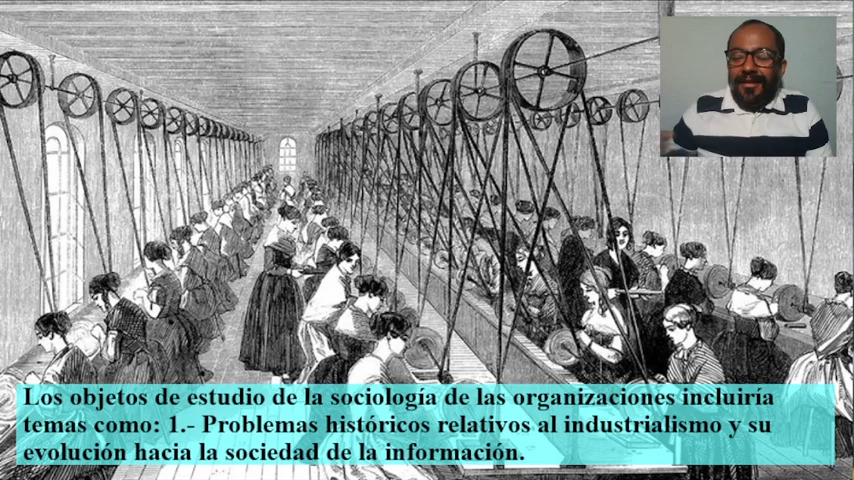 Los objetos de estudio de la sociología de las organizaciones incluiría
temas como: 1.- Problemas históricos relativos al industrialismo y su
evolución hacia la sociedad de la información.